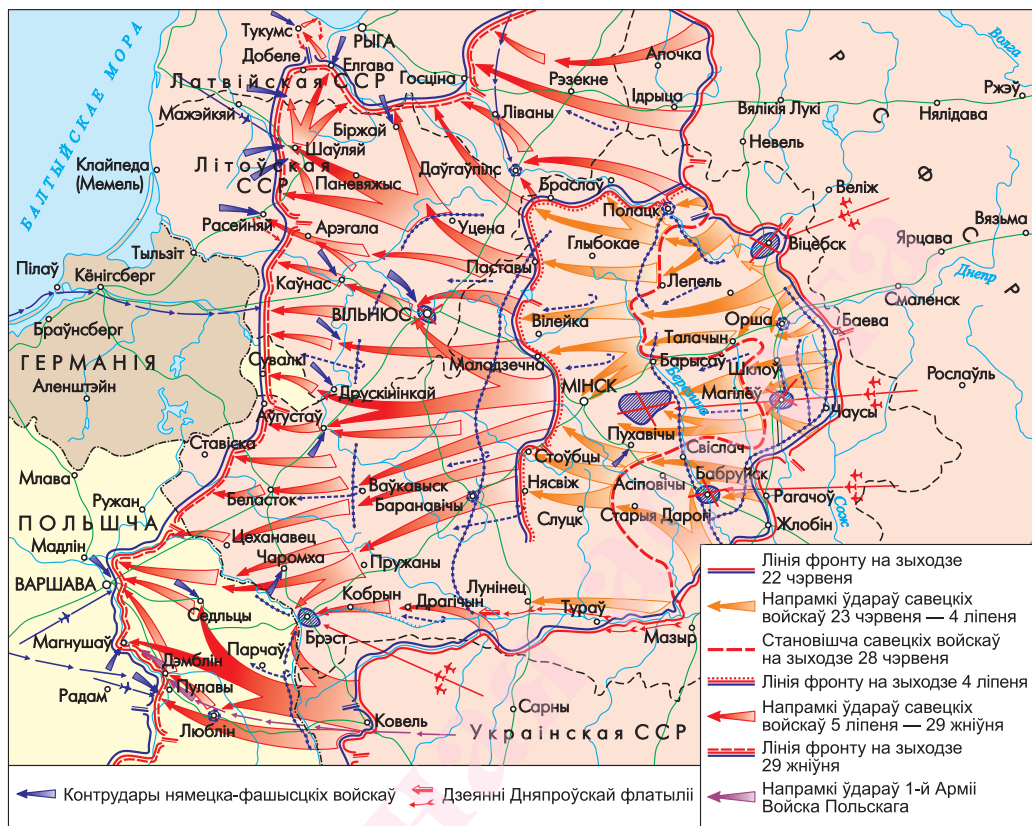 БАЛТЫЙСКАЕ МОРА
Тукумс
РЫГА
Добеле
Елгава
Госціна
Рэзекне
Апочка
Волга
Латвійская ССР
Мажэйкяй
Біржай
Ліваны
Ідрыца
Вялікія Лукі
Ржэў
Нялідава
Невель
Р С Ф С Р
Клайпеда
(Мемель)
Шаўляй
Літоўская
ССР
Паневяжыс
Даўгаўпілс
Браслаў
Полацк
Веліж
Вязьма
Расейняй
Арэгала
Уцена
Глыбокае
Віцебск
Ярцава
Тыльзіт
Паставы
Лепель
Днепр
Пілаў
Кёнігсберг
Каўнас
Смаленск
ВІЛЬНЮС
Вілейка
Орша
Баева
Браўнсберг
Талачын
ГЕРМАНІЯ
Сувалкі
Маладзечна
Барысаў
Шклоў
Аленштэйн
Друскінінкай
МІНСК
Бярэзіна
Магілёў
Рослаўль
Аўгустаў
Чаусы
Ставіска
Пухавічы
Свіслач
Стоўбцы
Млава
Ваўкавыск
Нясвіж
Асіповічы
Бабруйск
Ружан
Беласток
Баранавічы
Рагачоў
Сож
ПОЛЬШЧА
Слуцк
Старыя Дарогі
Жлобін
Мадлін
Цеханавец
Чаромха
Пружаны
ВАРШАВА
Кобрын
Лунінец
Седльцы
Драгічын
Тураў
Брэст
Мазыр
Магнушаў
Парчаў
Дэмблін
Радам
Пулавы
Сарны
Люблін
Ковель
Украінская ССР
Лінія фронту на зыходзе
22 чэрвеня
Напрамкі ўдараў савецкіх
войскаў 23 чэрвеня — 4 ліпеня
Становішча савецкіх войскаў
на зыходзе 28 чэрвеня
Лінія фронту на зыходзе 4 ліпеня
Напрамкі ўдараў савецкіх
войскаў 5 ліпеня — 29 жніўня
Лінія фронту на зыходзе
29 жніўня
Напрамкі ўдараў 1-й Арміі
Войска Польскага
Контрудары нямецка-фашысцкіх войскаў
Дзеянні Дняпроўскай флатыліі